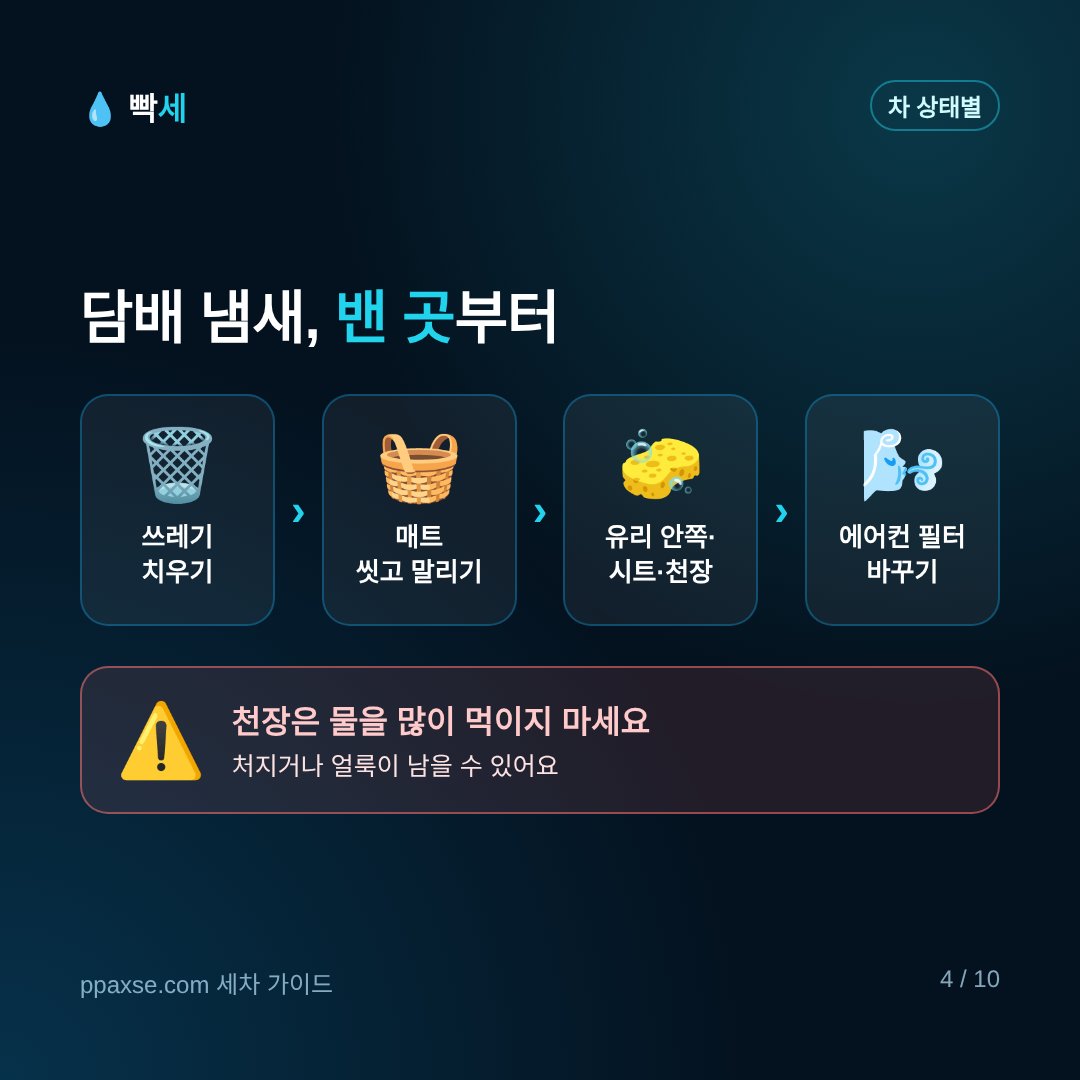 빡세
차 상태별
담배 냄새, 밴 곳부터
쓰레기
치우기
›
매트
씻고 말리기
›
유리 안쪽·
시트·천장
›
에어컨 필터
바꾸기
천장은 물을 많이 먹이지 마세요
처지거나 얼룩이 남을 수 있어요
ppaxse.com 세차 가이드
4 / 10